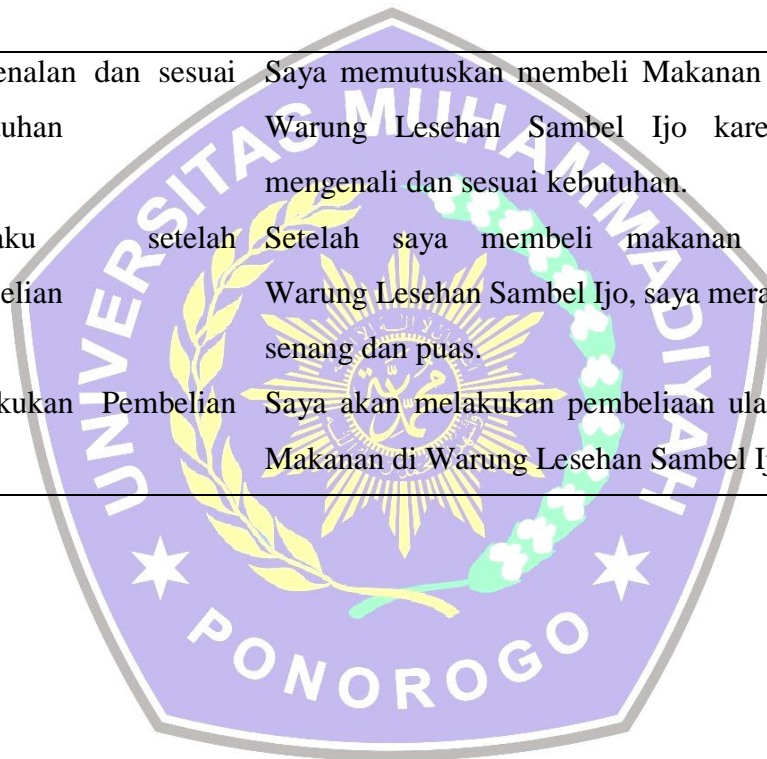 enalan dan sesuai Saya memutuskan membeli Makanan
tuhan Warung Lesehan Sambel Ijo kare
mengenali dan sesuai kebutuhan.
aku setelah Setelah saya membeli makanan
elian Warung Lesehan Sambel Ijo, saya mera
senang dan puas.
kukan Pembelian Saya akan melakukan pembeliaan ula
Makanan di Warung Lesehan Sambel Ij
UNIVERSITAS MUHAMMADIYAH
PONOROGO